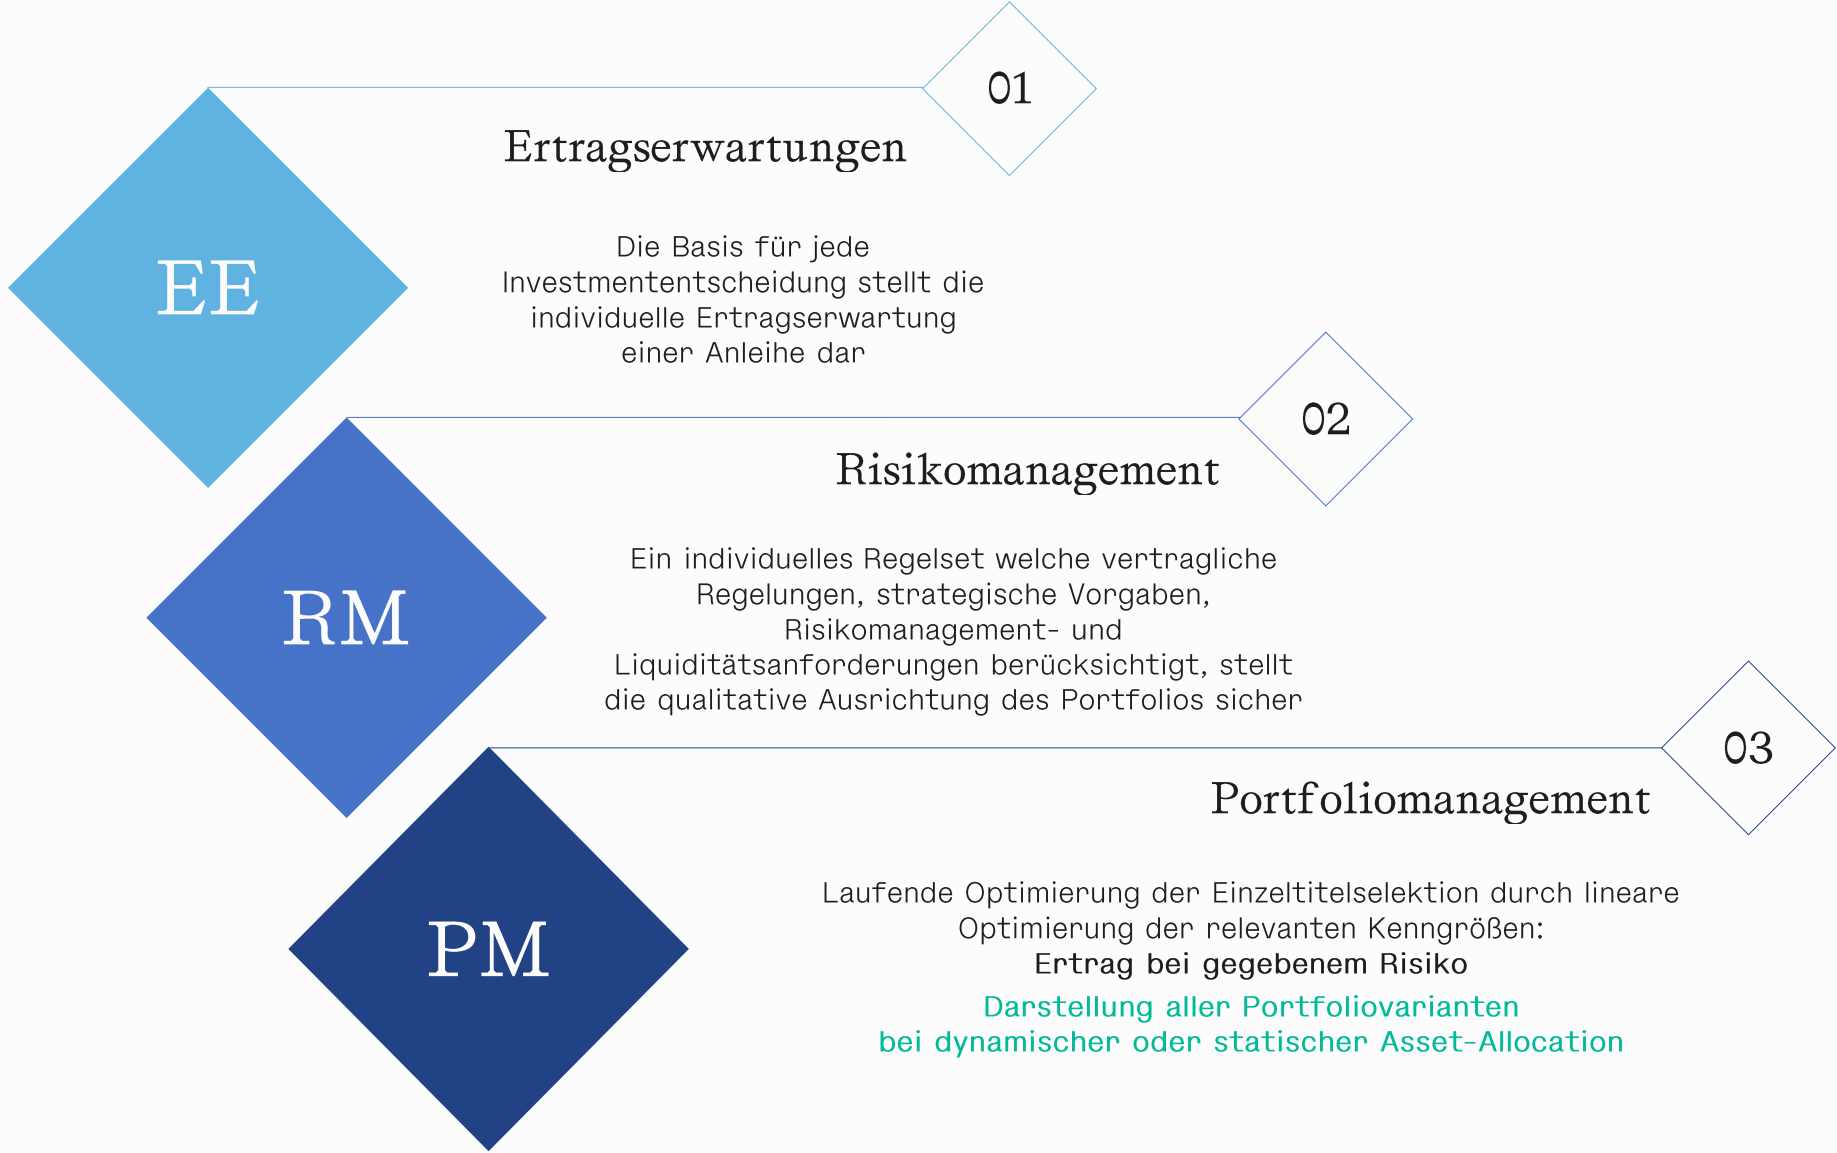 01
Ertragserwartungen
EE
Die Basis für jede
Investmententscheidung stellt die
individuelle Ertragserwartung
einer Anleihe dar
02
Risikomanagement
RM
Ein individuelles Regelset welche vertragliche
Regelungen, strategische Vorgaben,
Risikomanagement- und
Liquiditätsanforderungen berücksichtigt, stellt
die qualitative Ausrichtung des Portfolios sicher
03
Portfoliomanagement
PM
Laufende Optimierung der Einzeltitelselektion durch lineare
Optimierung der relevanten Kenngrößen:
Ertrag bei gegebenem Risiko
Darstellung aller Portfoliovarianten
bei dynamischer oder statischer Asset-Allocation